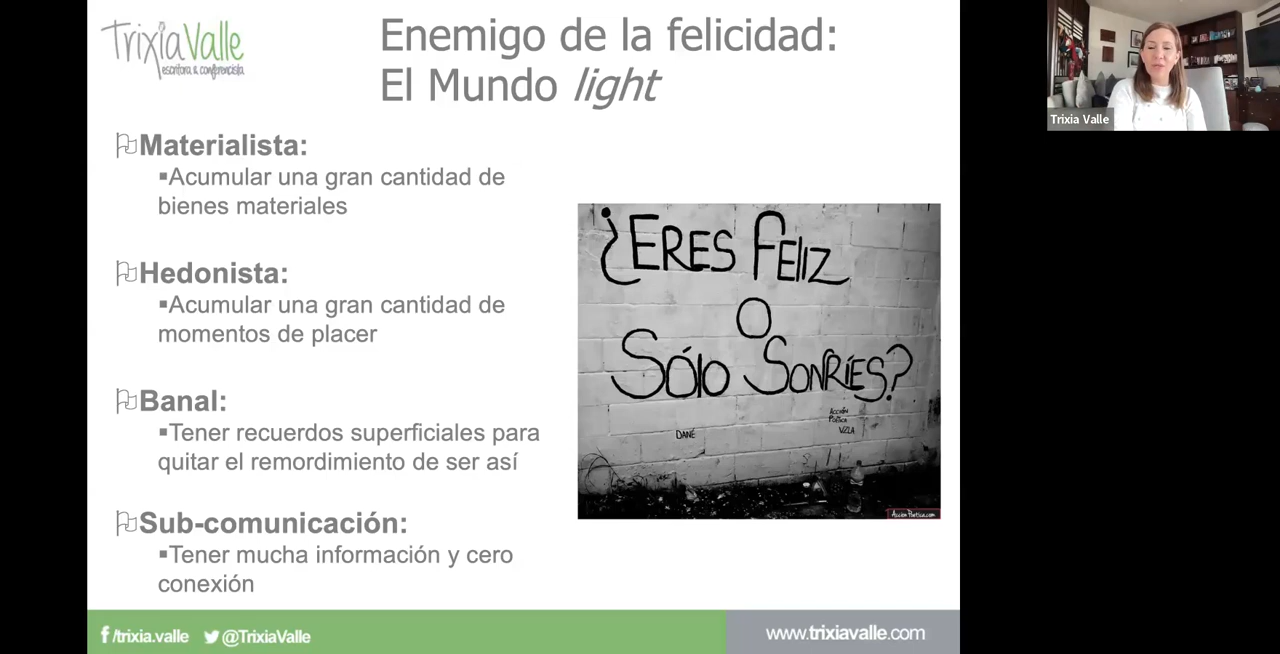 TrixiaValle
escritora & conferencista
Enemigo de la felicidad:
El Mundo light
Materialista:
▪Acumular una gran cantidad de
bienes materiales
Hedonista:
▪Acumular una gran cantidad de
momentos de placer
Banal:
▪Tener recuerdos superficiales para
quitar el remordimiento de ser así
Sub-comunicación:
▪Tener mucha información y cero
conexión
¿ERES FELIZ
O
SÓlO SONRÍES?
DANÉ
ACCIÓN
POÉTICA
VZLA
AccionPoetica.com
/trixia.valle @TrixiaValle
www.trixiavalle.com
Trixia Valle